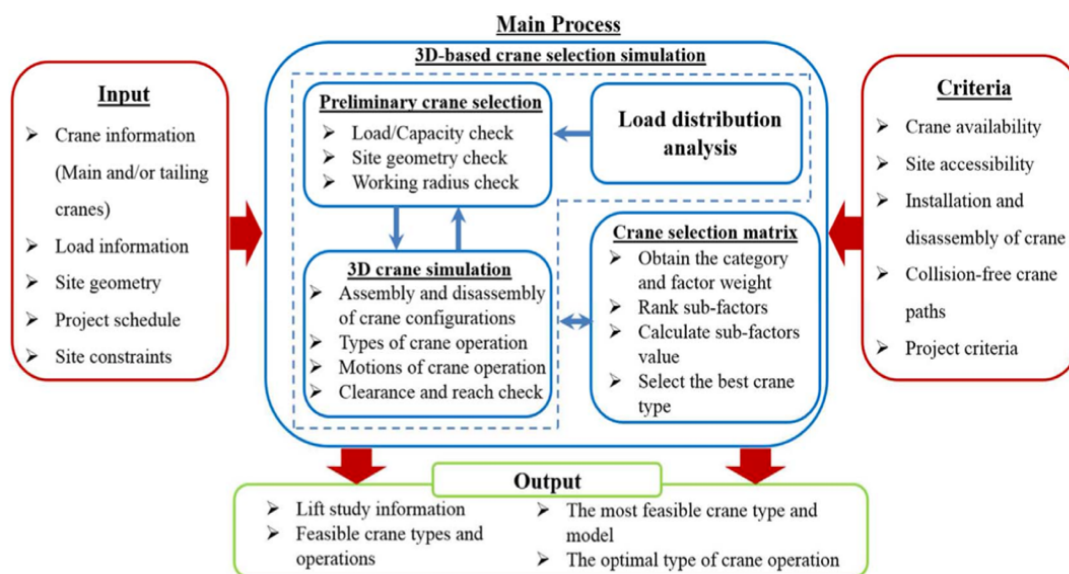 Main Process
3D-based crane selection simulation
Input
➢ Crane information
(Main and/or tailing
cranes)
➢ Load information
➢ Site geometry
➢ Project schedule
➢ Site constraints
Preliminary crane selection
➢ Load/Capacity check
➢ Site geometry check
➢ Working radius check
Load distribution
analysis
3D crane simulation
➢ Assembly and disassembly
of crane configurations
➢ Types of crane operation
➢ Motions of crane operation
➢ Clearance and reach check
Crane selection matrix
➢ Obtain the category
and factor weight
➢ Rank sub-factors
➢ Calculate sub-factors
value
➢ Select the best crane
type
Criteria
➢ Crane availability
➢ Site accessibility
➢ Installation and
disassembly of crane
➢ Collision-free crane
paths
➢ Project criteria
Output
➢ Lift study information
➢ Feasible crane types and
operations
➢ The most feasible crane type and
model
➢ The optimal type of crane operation